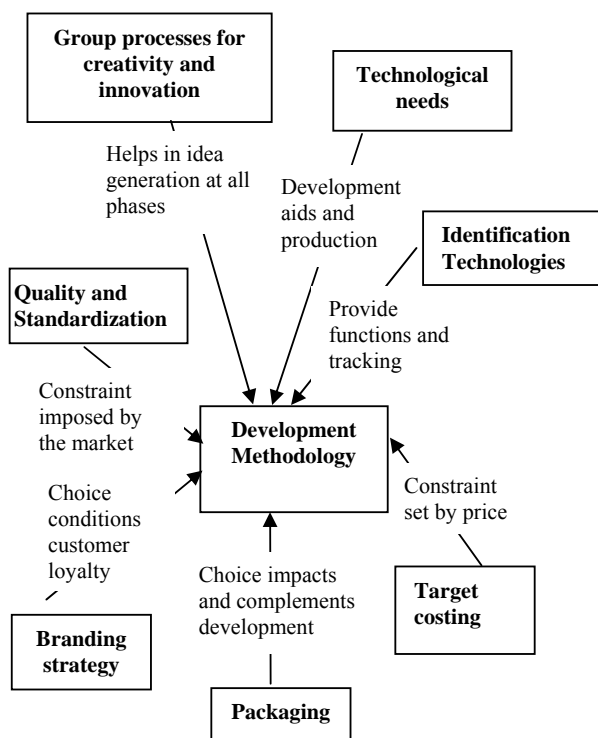 Group processes for
creativity and
innovation
Technological
needs
Helps in idea
generation at all
phases
Development
aids and
production
Identification
Technologies
Quality and
Standardization
Provide
functions and
tracking
Constraint
imposed by
the market
Development
Methodology
Choice
conditions
customer
loyalty
Constraint
set by price
Choice impacts
and complements
development
Target
costing
Branding
strategy
Packaging